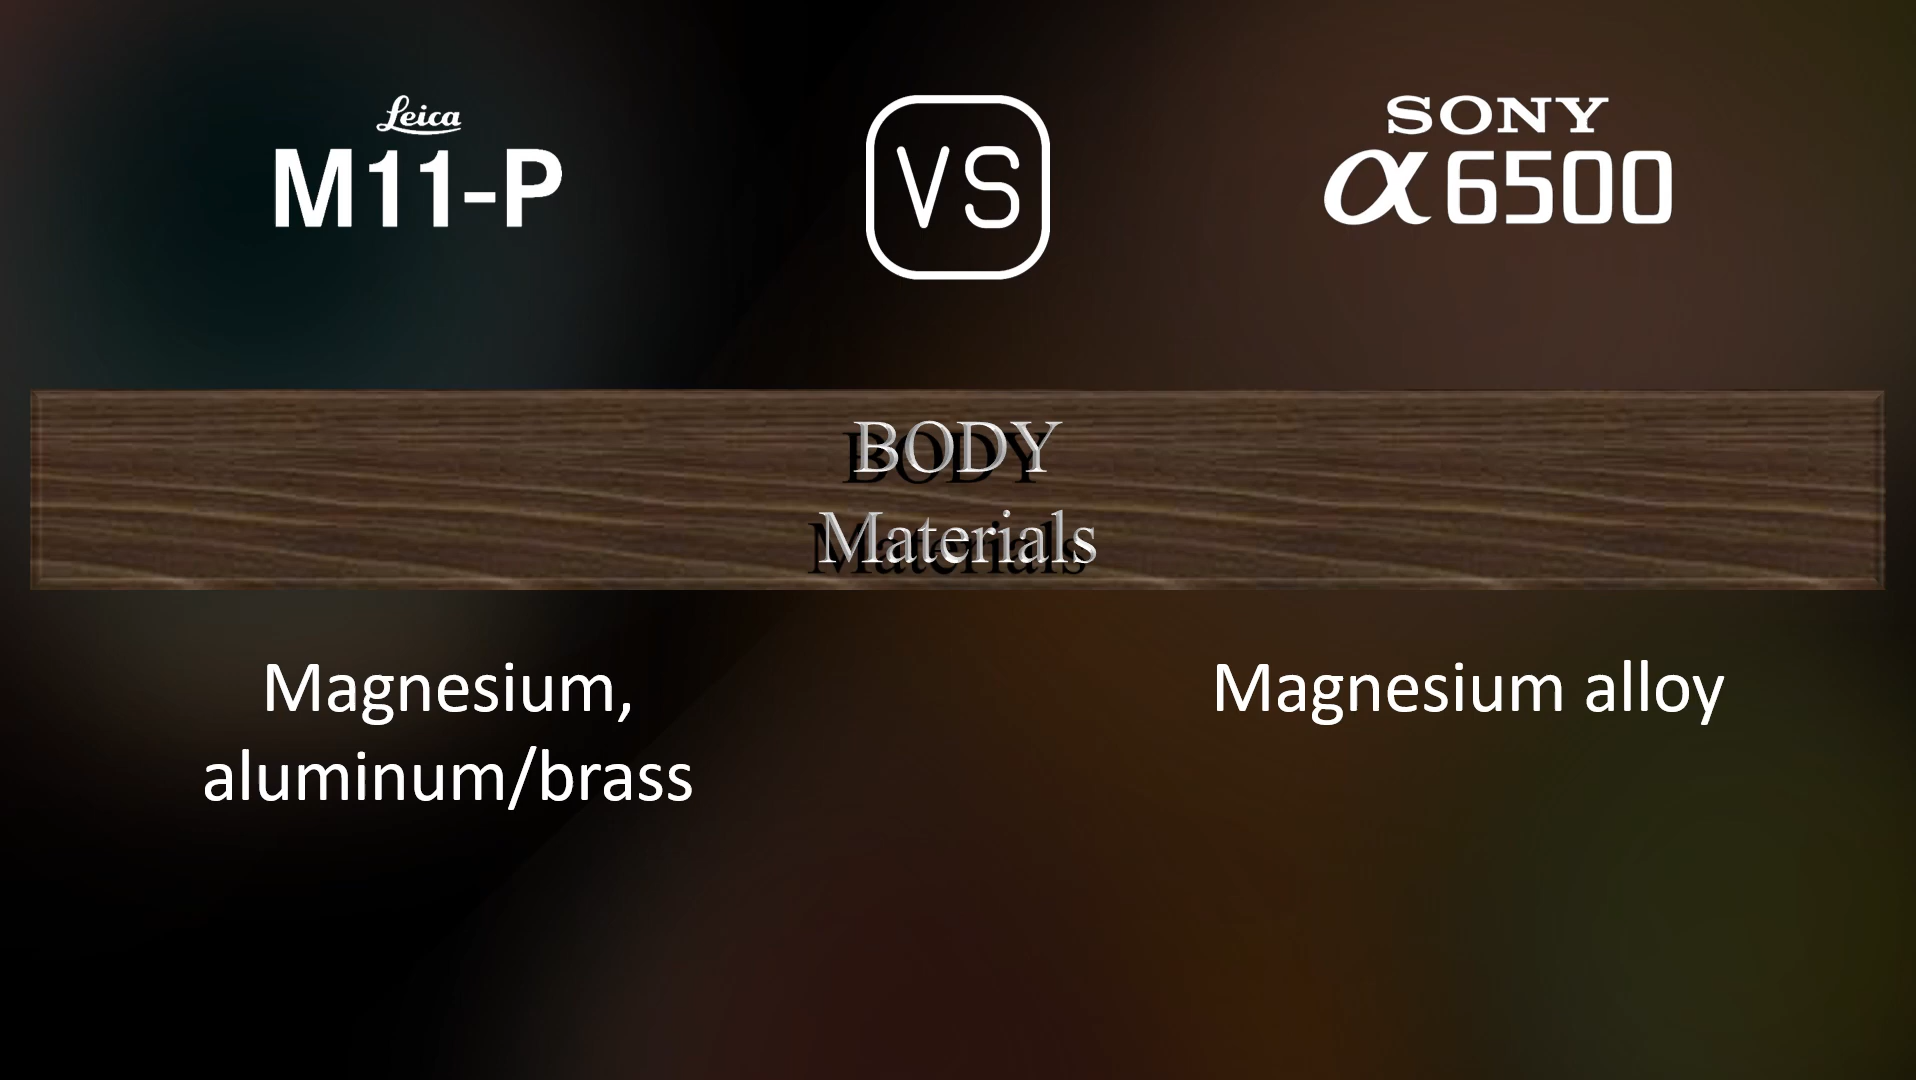 Leica
M11-P
VS
SONY
α6500
BODY
Materials
Magnesium,
aluminum/brass
Magnesium alloy